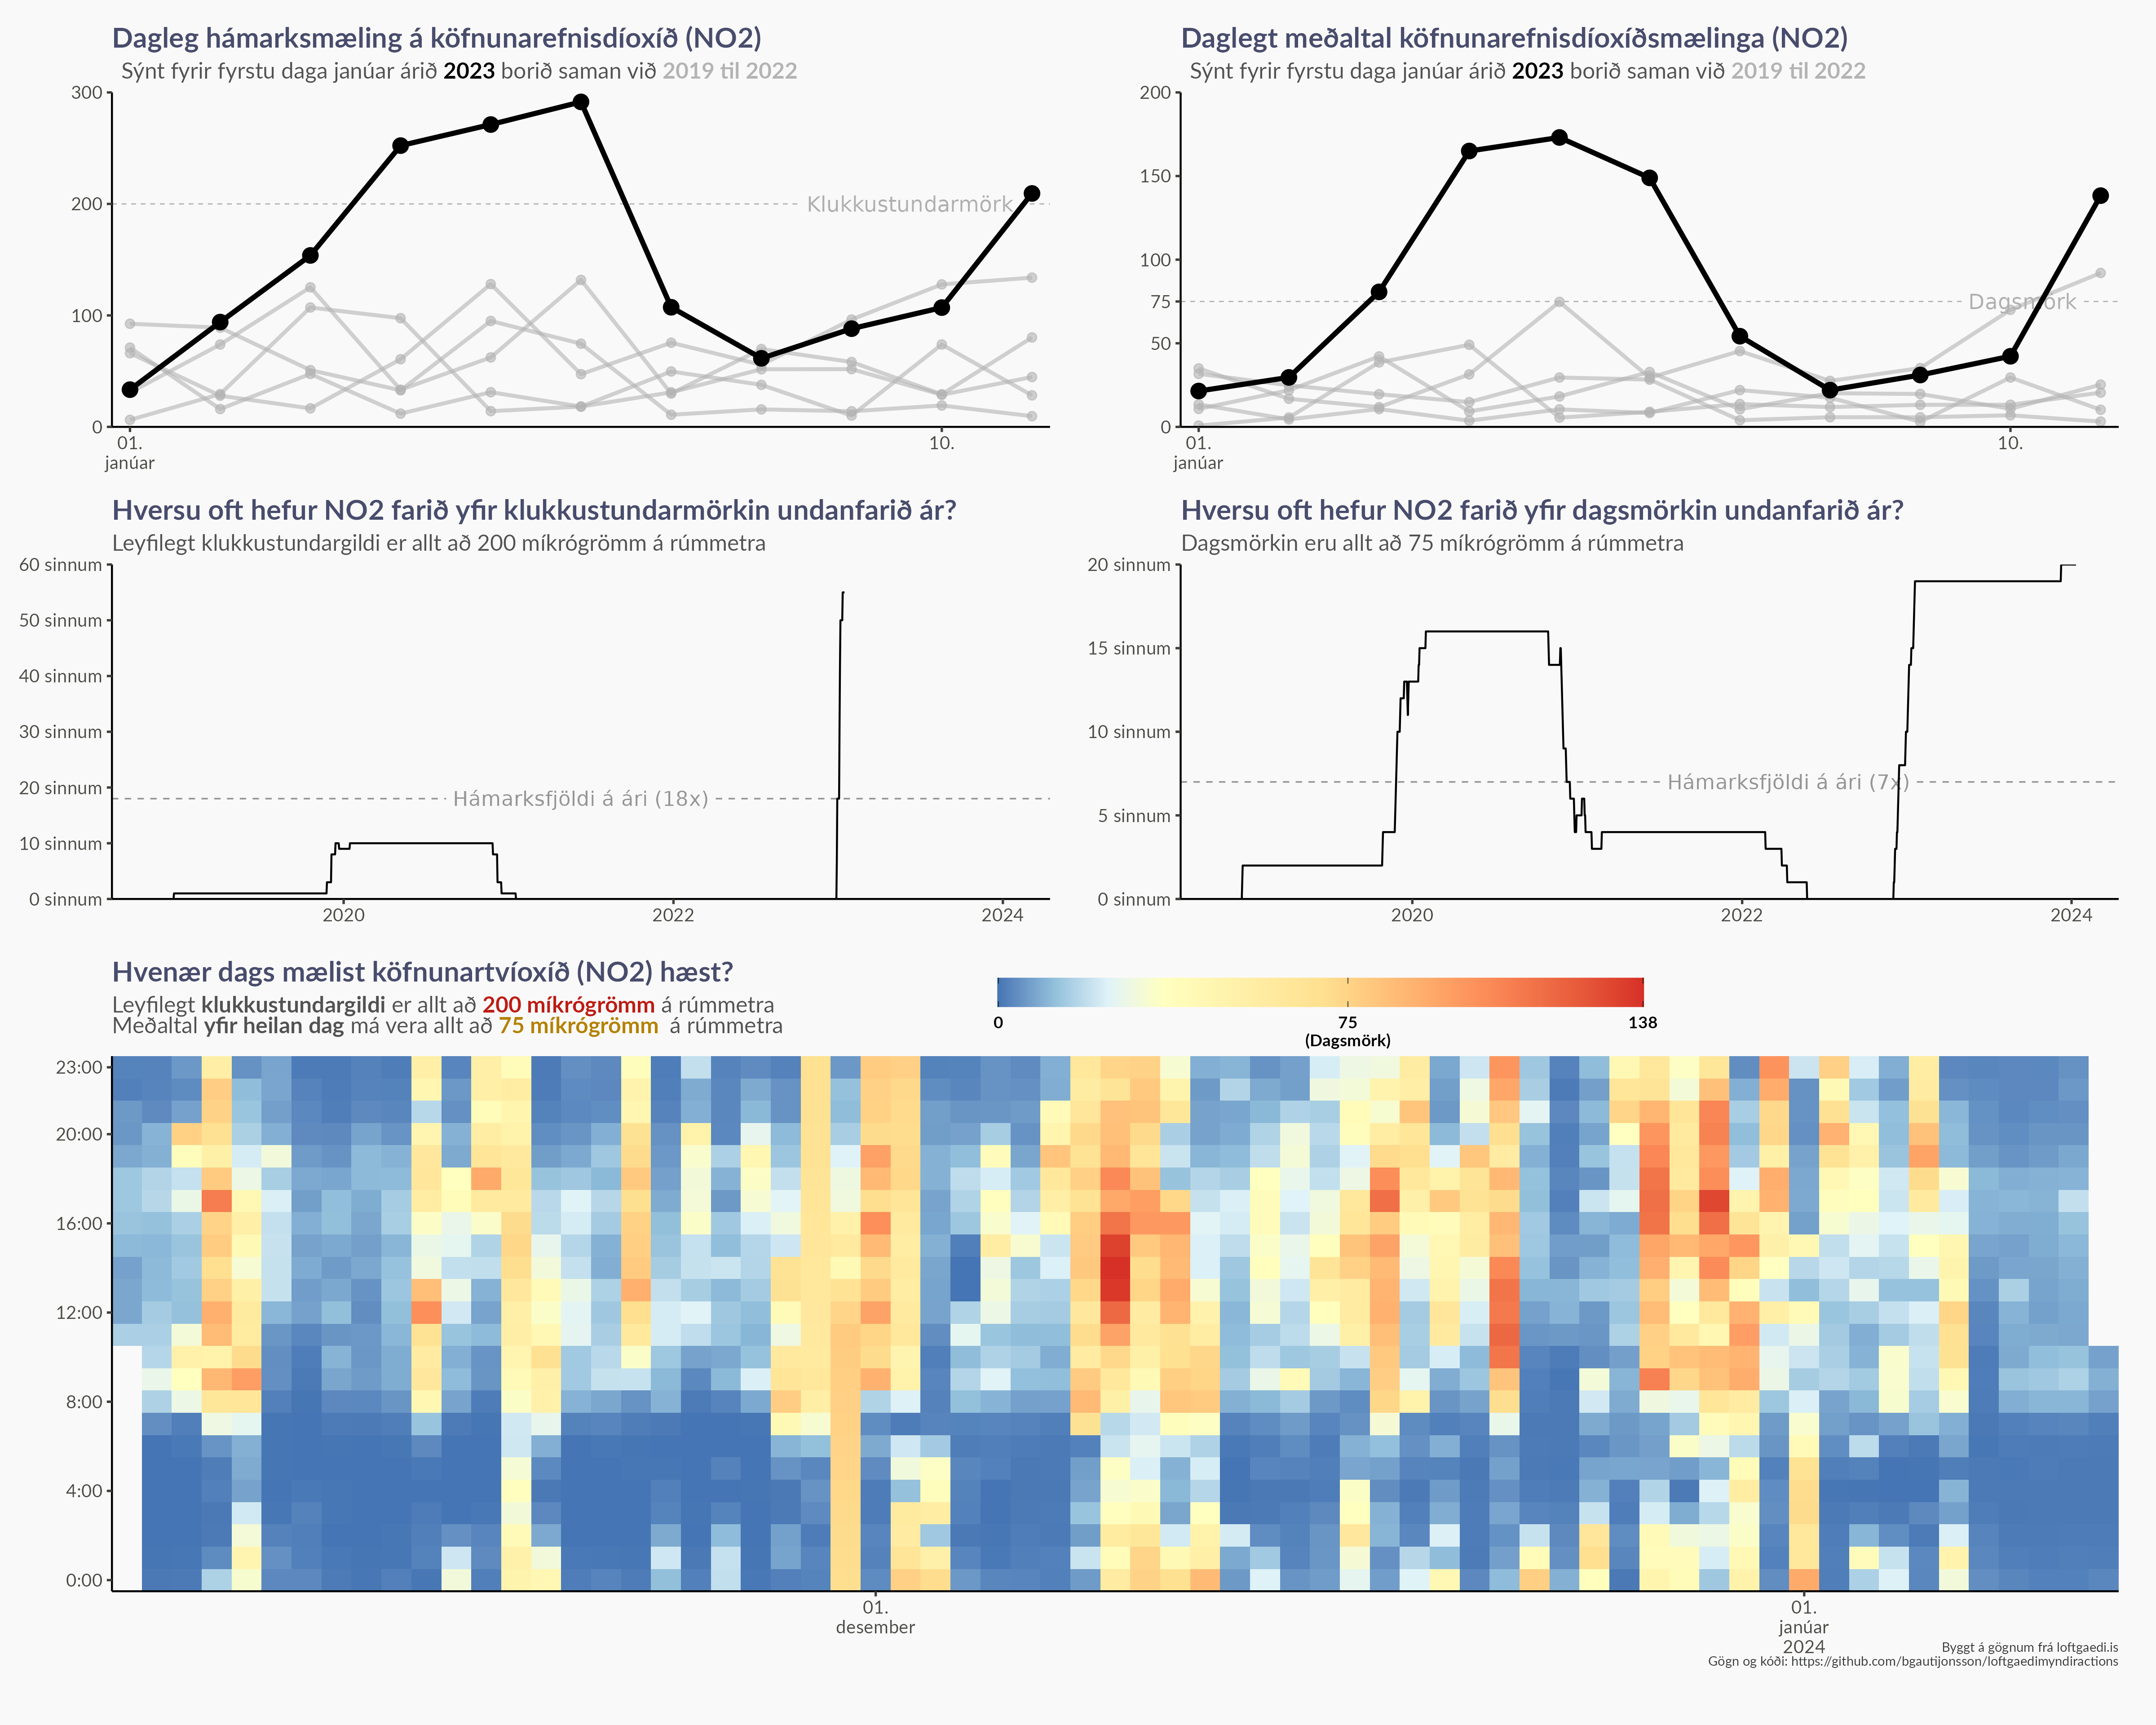 Dagleg hámarksmæling á köfnunarefnisdíoxíð (NO2)
Sýnt fyrir fyrstu daga janúar árið 2023 borið saman við 2019 til 2022
300
200
100
0
Klukkustundarmörk
01.
janúar
10.
Daglegt meðaltal köfnunarefnisdíoxíðsmælinga (NO2)
Sýnt fyrir fyrstu daga janúar árið 2023 borið saman við 2019 til 2022
200
150
100
75
50
0
Dagsmörk
01.
janúar
10.
Hversu oft hefur NO2 farið yfir klukkustundarmörkin undanfarið ár?
Leyfilegt klukkustundargildi er allt að 200 míkrógrömm á rúmmetra
60 sinnum
50 sinnum
40 sinnum
30 sinnum
20 sinnum
10 sinnum
0 sinnum
Hámarksfjöldi á ári (18x)
2020
2022
2024
Hversu oft hefur NO2 farið yfir dagsmörkin undanfarið ár?
Dagsmörkin eru allt að 75 míkrógrömm á rúmmetra
20 sinnum
15 sinnum
10 sinnum
5 sinnum
0 sinnum
Hámarksfjöldi á ári (7x)
2020
2022
2024
Hvenær dags mælist köfnunartvíoxíð (NO2) hæst?
Leyfilegt klukkustundargildi er allt að 200 míkrógrömm á rúmmetra
Meðaltal yfir heilan dag má vera allt að 75 míkrógrömm á rúmmetra
0
75
(Dagsmörk)
138
23:00
20:00
16:00
12:00
8:00
4:00
0:00
01.
desember
01.
janúar
2024
Byggt á gögnum frá loftgaedi.is
Gögn og kóði: https://github.com/bgautijonsson/loftgaedimyndiractions